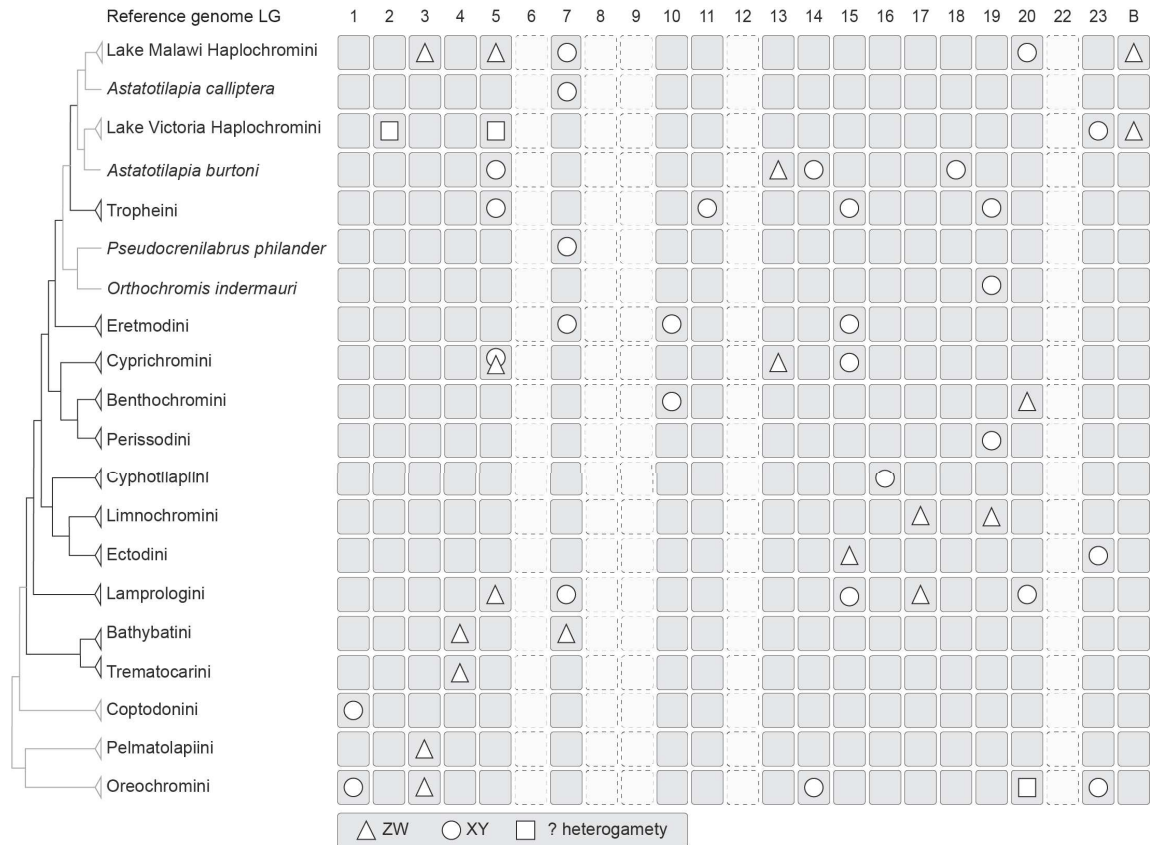 Reference genome LG 1 2 3 4 5 6 7 8 9 10 11 12 13 14 15 16 17 18 19 20 22 23 B
Lake Malawi Haplochromini
Astatotilapia calliptera
Lake Victoria Haplochromini
Astatotilapia burtoni
Tropheini
Pseudocrenilabrus philander
Orthochromis indermauri
Eretmodini
Cyprichromini
Benthochromini
Perissodini
Cyphotilapiini
Limnochromini
Ectodini
Lamprologini
Bathybatini
Trematocarini
Coptodonini
Pelmatolapiini
Oreochromini
ZW XY ? heterogamety